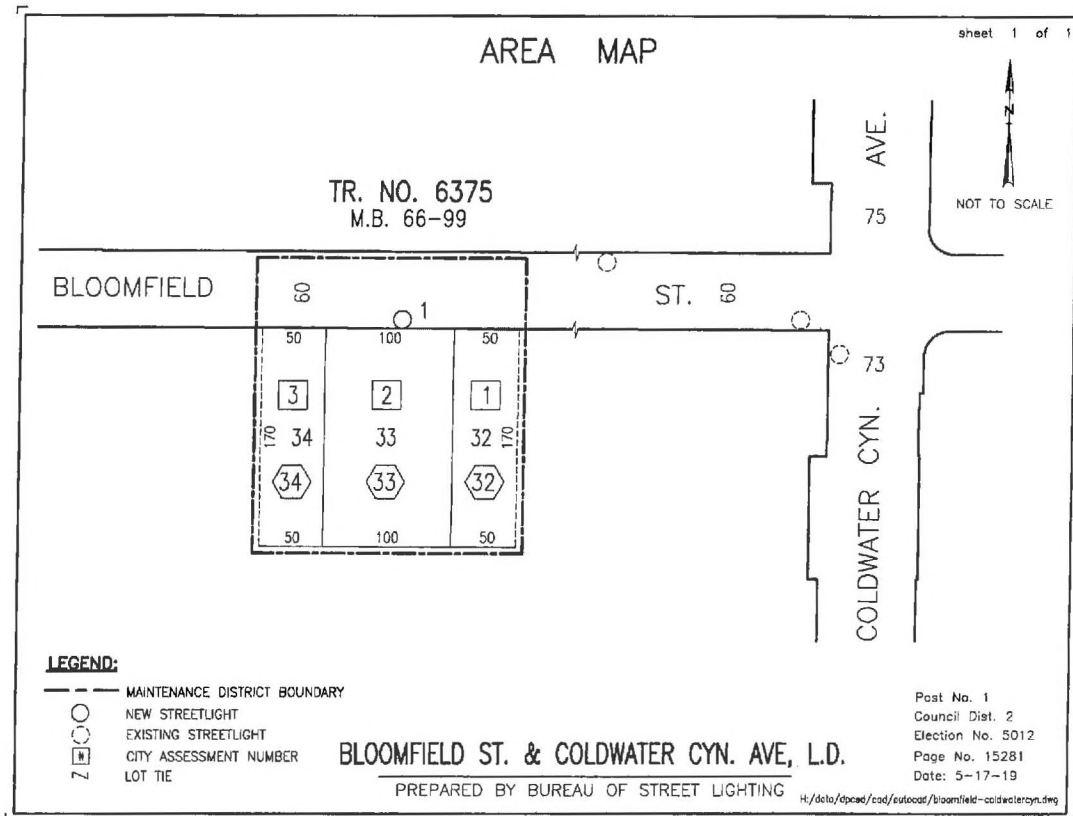 sheet 1 of 1
AREA MAP
N
NOT TO SCALE
AVE.
75
TR. NO. 6375
M.B. 66-99
BLOOMFIELD
60
ST. 60
1
73
50 100 50
3 2 1
170 34 33 32 170
34 33 32
50 100 50
COLDWATER CYN.
LEGEND:
MAINTENANCE DISTRICT BOUNDARY
NEW STREETLIGHT
EXISTING STREETLIGHT
N CITY ASSESSMENT NUMBER
LOT TIE
BLOOMFIELD ST. & COLDWATER CYN. AVE, L.D.
PREPARED BY BUREAU OF STREET LIGHTING
Post No. 1
Council Dist. 2
Election No. 5012
Page No. 15281
Date: 5-17-19
H:/data/dpcad/cad/autocad/bloomfield-coldwatercyn.dwg